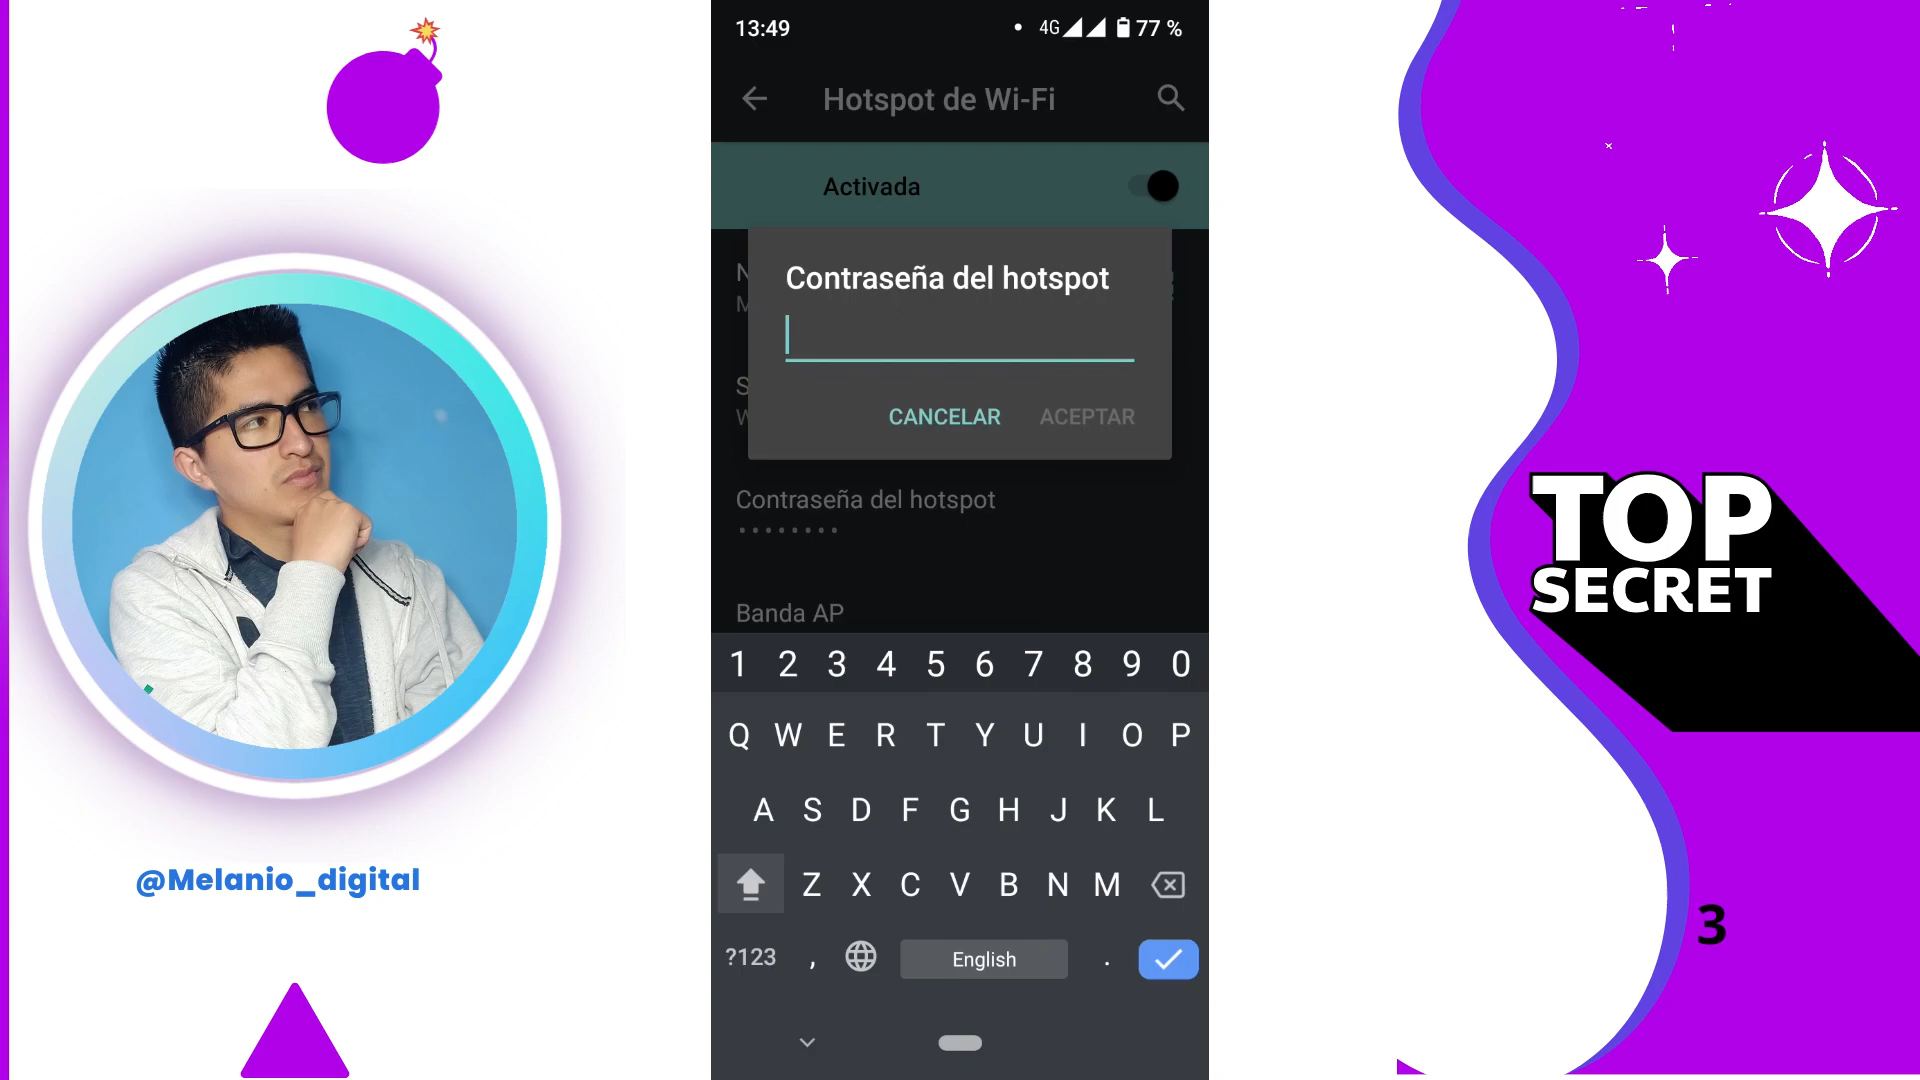 13:49
4G
77 %
Hotspot de Wi-Fi
Activada
N
M
Contraseña del hotspot
S
W
CANCELAR
ACEPTAR
Contraseña del hotspot
••••••••
Banda AP
1 2 3 4 5 6 7 8 9 0
Q W E R T Y U I O P
A S D F G H J K L
Z X C V B N M
?123 , English .
@Melanio_digital
TOP
SECRET
3